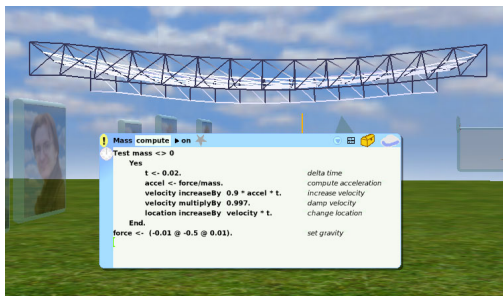 ! Mass compute ▸ on
Test mass <> 0
Yes
t <- 0.02. delta time
accel <- force/mass. compute acceleration
velocity increaseBy 0.9 * accel * t. increase velocity
velocity multiplyBy 0.997. damp velocity
location increaseBy velocity * t. change location
End.
force <- (-0.01 @ -0.5 @ 0.01). set gravity